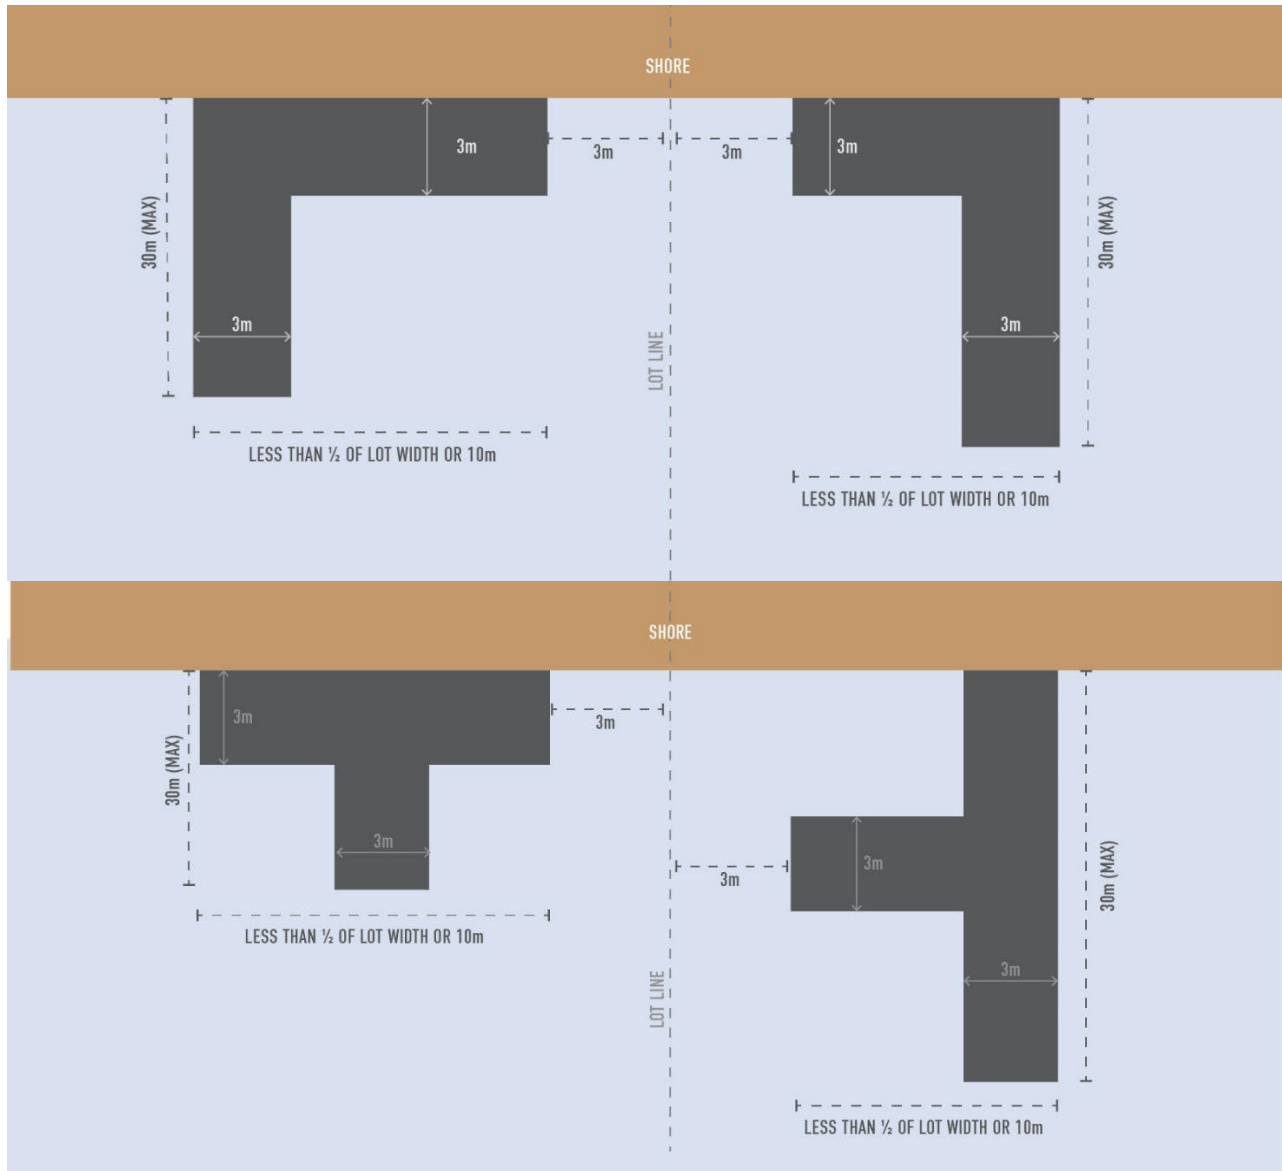 SHORE
3m
3m
3m
3m
30m (MAX)
30m (MAX)
3m
3m
LOT LINE
LESS THAN ½ OF LOT WIDTH OR 10m
LESS THAN ½ OF LOT WIDTH OR 10m
SHORE
3m
3m
30m (MAX)
3m
3m
3m
30m (MAX)
LESS THAN ½ OF LOT WIDTH OR 10m
3m
LOT LINE
LESS THAN ½ OF LOT WIDTH OR 10m